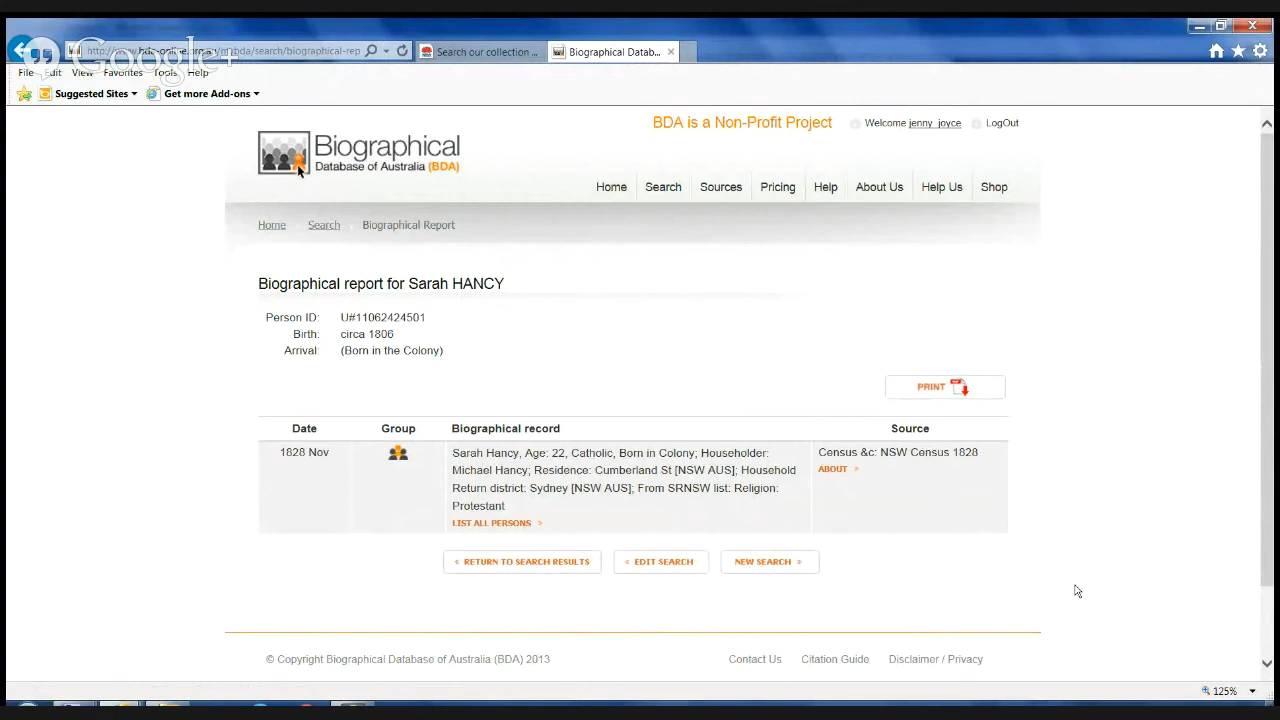 Google+
Search our collection ...
Biographical Datab...
File Edit View Favorites Tools Help
Suggested Sites Get more Add-ons
BDA is a Non-Profit Project
Welcome jenny_joyce LogOut
Biographical
Database of Australia (BDA)
Home Search Sources Pricing Help About Us Help Us Shop
Home Search Biographical Report
Biographical report for Sarah HANCY
Person ID: U#11062424501
Birth: circa 1806
Arrival: (Born in the Colony)
PRINT
Date Group Biographical record Source
1828 Nov
Sarah Hancy, Age: 22, Catholic, Born in Colony; Householder:
Michael Hancy; Residence: Cumberland St [NSW AUS]; Household
Return district: Sydney [NSW AUS]; From SRNSW list: Religion:
Protestant
LIST ALL PERSONS »
Census &c: NSW Census 1828
ABOUT »
« RETURN TO SEARCH RESULTS « EDIT SEARCH NEW SEARCH »
© Copyright Biographical Database of Australia (BDA) 2013 Contact Us Citation Guide Disclaimer / Privacy
125%